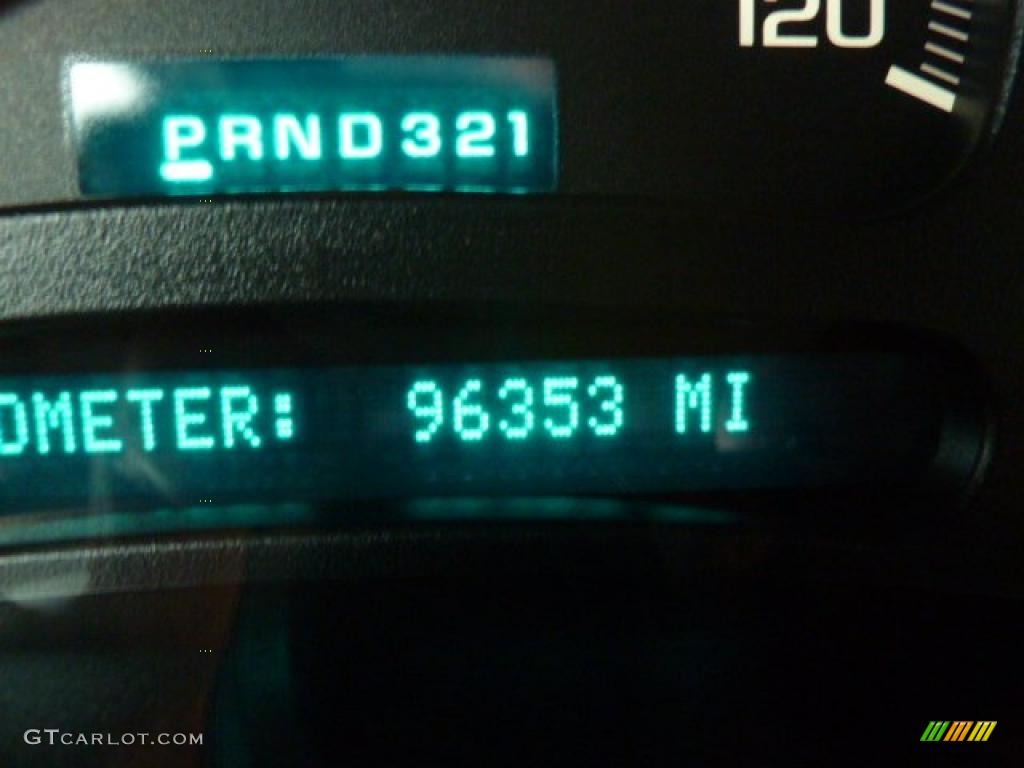 120
PRND321
OMETER: 96353 MI
GTCARLOT.COM